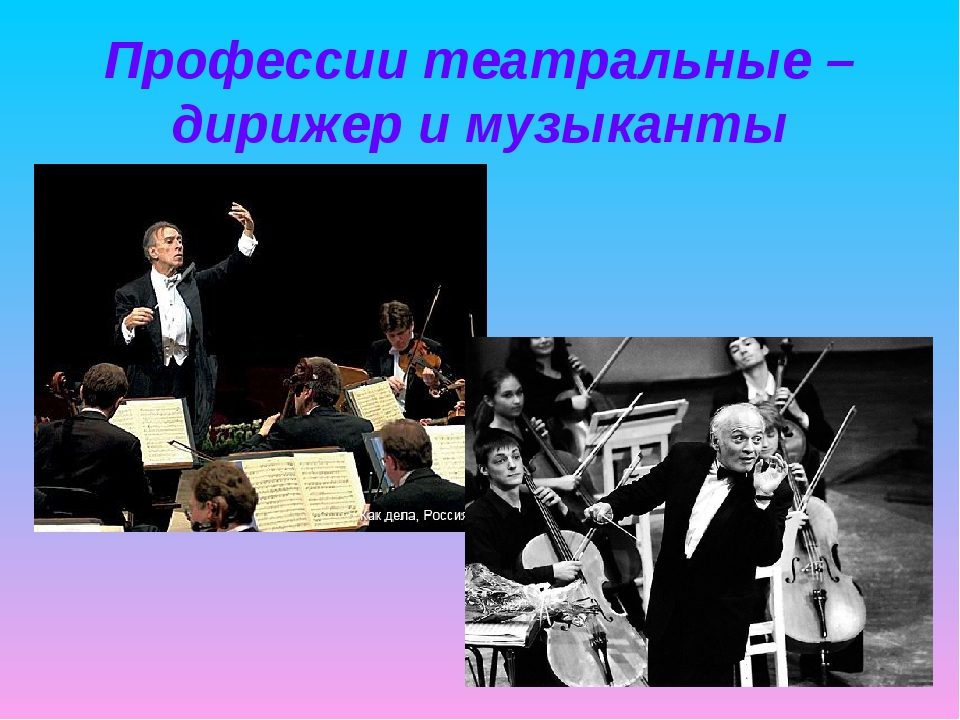 Профессии театральные –
дирижер и музыканты
Как дела, Россия